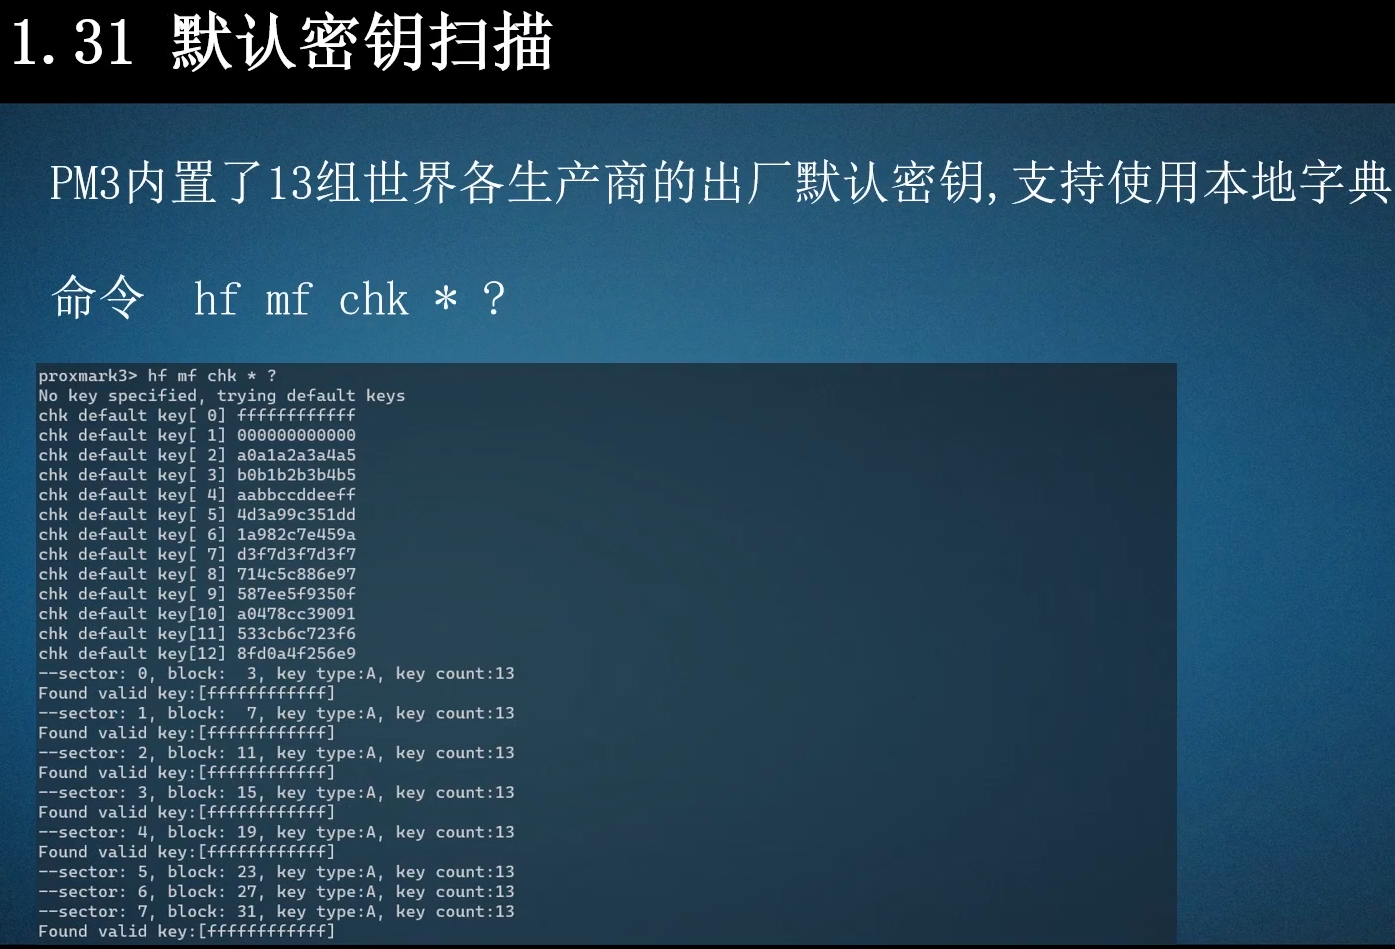 1.31 默认密钥扫描
PM3内置了13组世界各生产商的出厂默认密钥,支持使用本地字典
命令 hf mf chk * ?
proxmark3> hf mf chk * ?
No key specified, trying default keys
chk default key[ 0] ffffffffffff
chk default key[ 1] 000000000000
chk default key[ 2] a0a1a2a3a4a5
chk default key[ 3] b0b1b2b3b4b5
chk default key[ 4] aabbccddeeff
chk default key[ 5] 4d3a99c351dd
chk default key[ 6] 1a982c7e459a
chk default key[ 7] d3f7d3f7d3f7
chk default key[ 8] 714c5c886e97
chk default key[ 9] 587ee5f9350f
chk default key[10] a0478cc39091
chk default key[11] 533cb6c723f6
chk default key[12] 8fd0a4f256e9
--sector: 0, block:  3, key type:A, key count:13
Found valid key:[ffffffffffff]
--sector: 1, block:  7, key type:A, key count:13
Found valid key:[ffffffffffff]
--sector: 2, block: 11, key type:A, key count:13
Found valid key:[ffffffffffff]
--sector: 3, block: 15, key type:A, key count:13
Found valid key:[ffffffffffff]
--sector: 4, block: 19, key type:A, key count:13
Found valid key:[ffffffffffff]
--sector: 5, block: 23, key type:A, key count:13
--sector: 6, block: 27, key type:A, key count:13
--sector: 7, block: 31, key type:A, key count:13
Found valid key:[ffffffffffff]